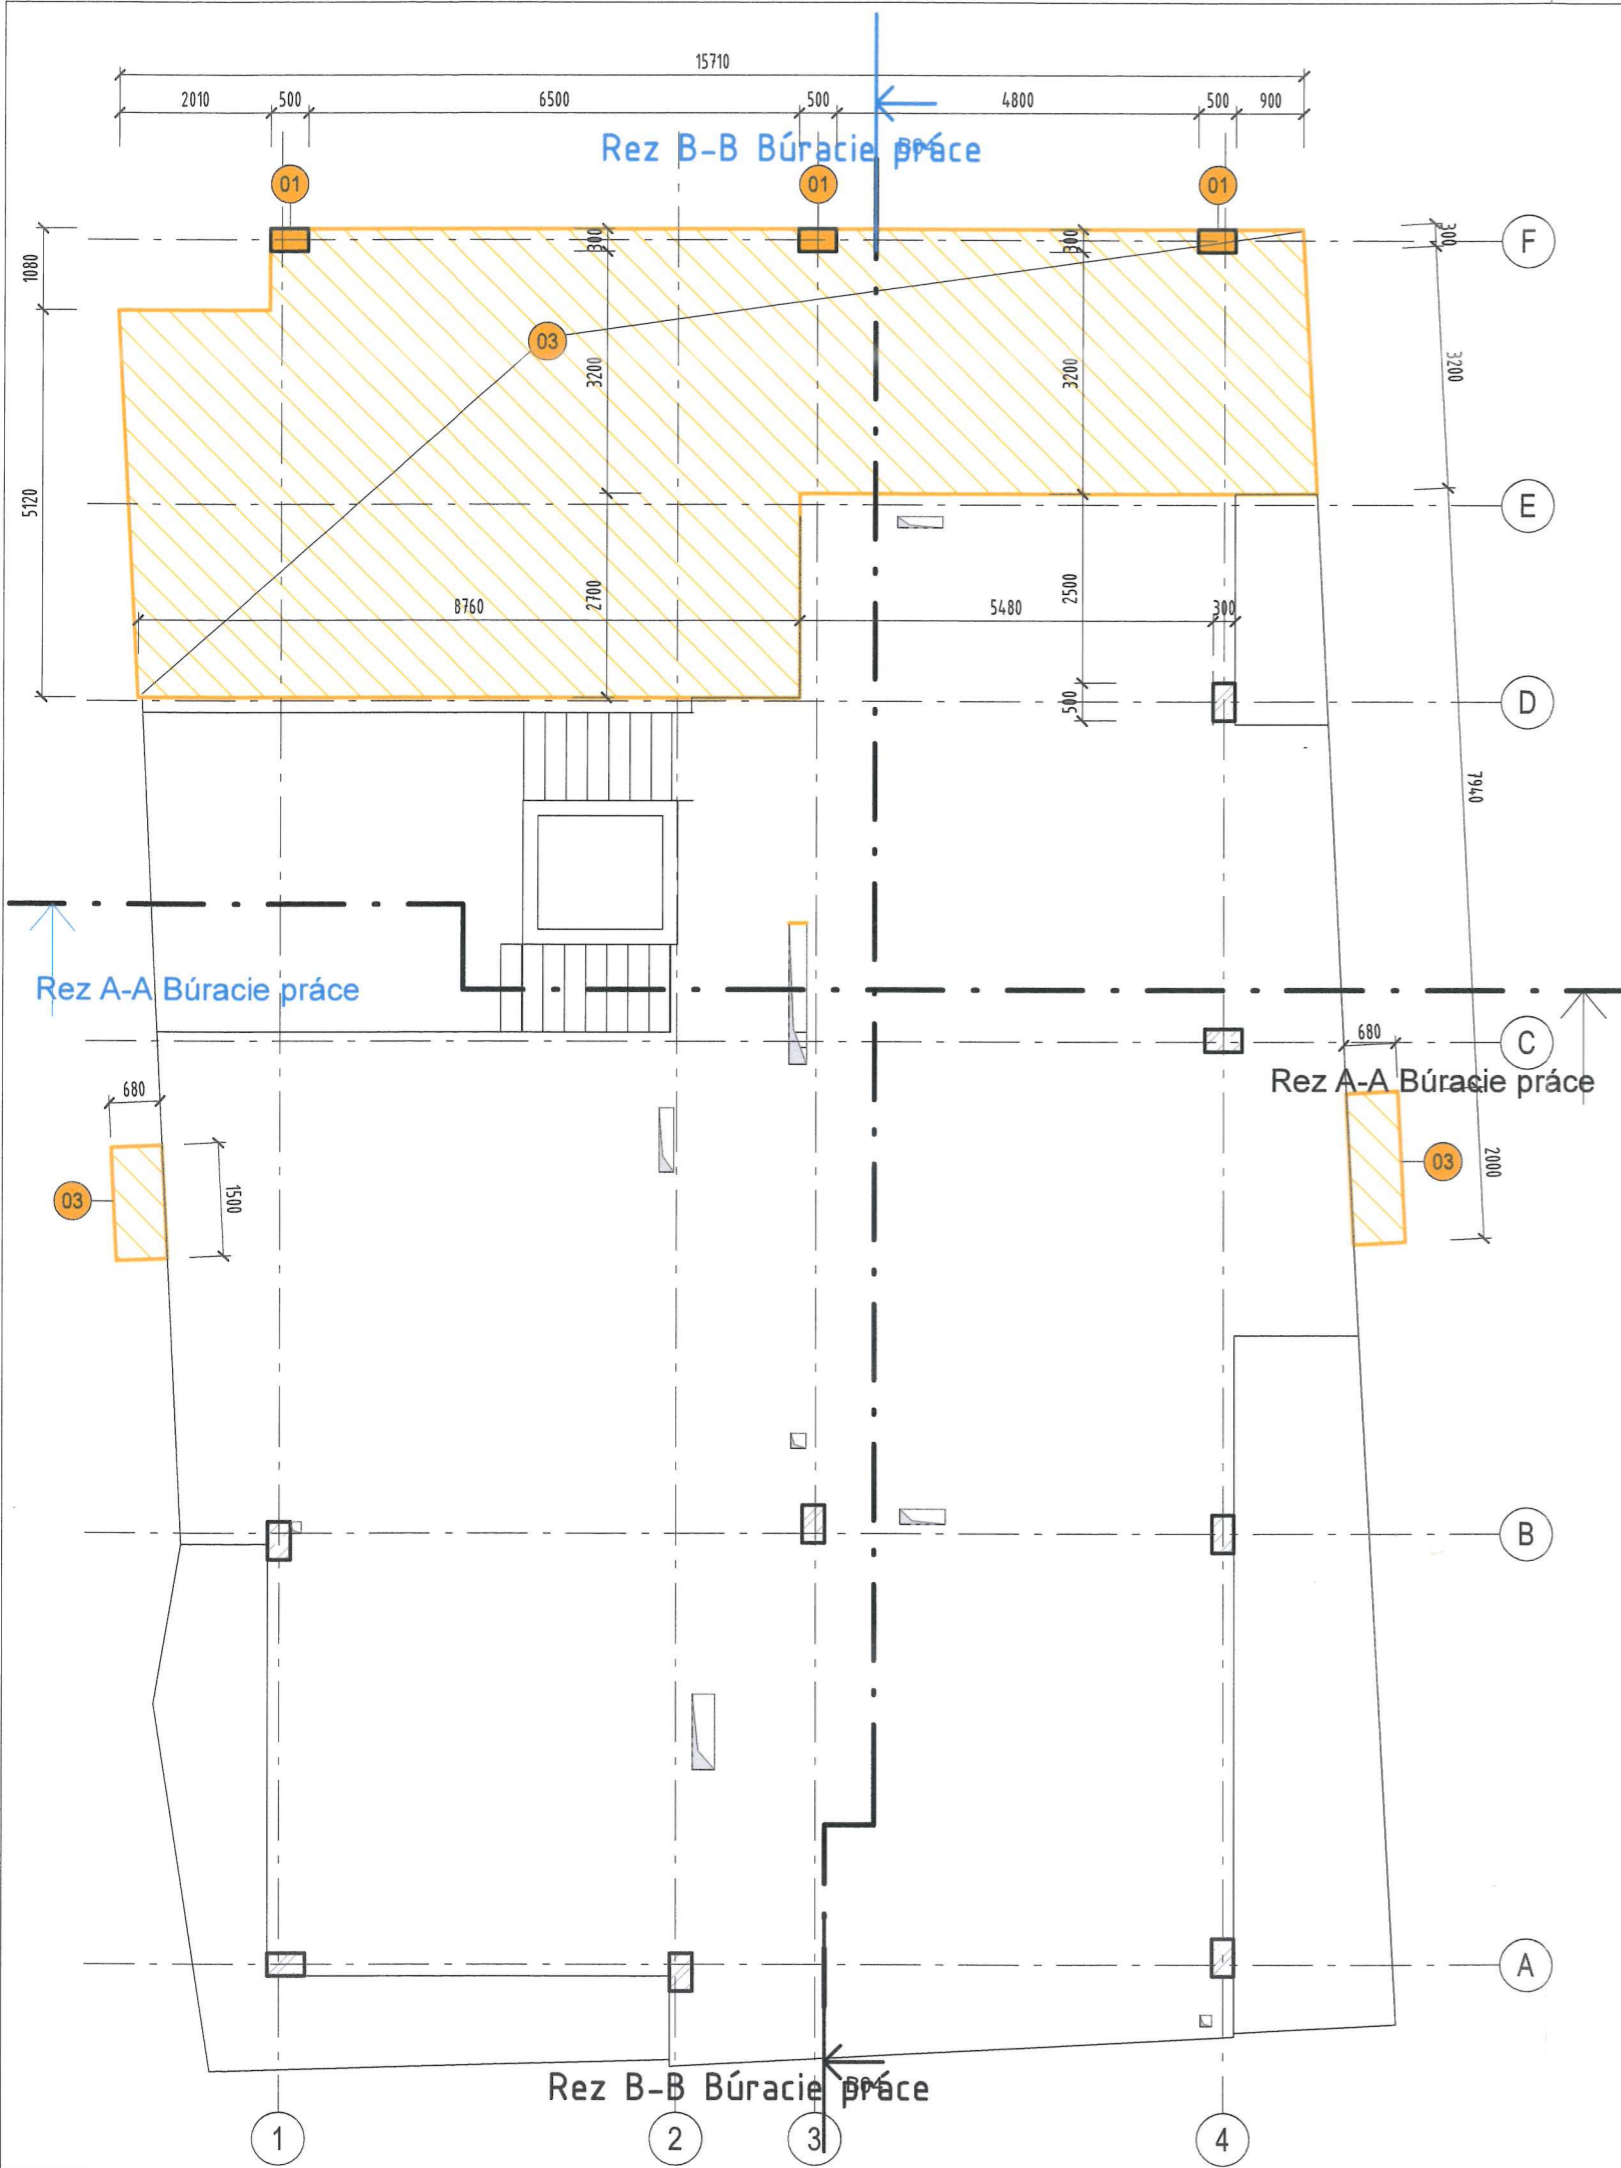 15710
2010 500 6500 500 4800 500 900
Rez B-B Búracie práce
01 01 01
300 300 300
F
1080
03
3200 3200 3200
5120
E
8760 2700 5480 2500 300
500
D
7940
Rez A-A Búracie práce
680
C
Rez A-A Búracie práce
680
03
1500
03
2000
B
A
Rez B-B Búracie práce
1 2 3 4